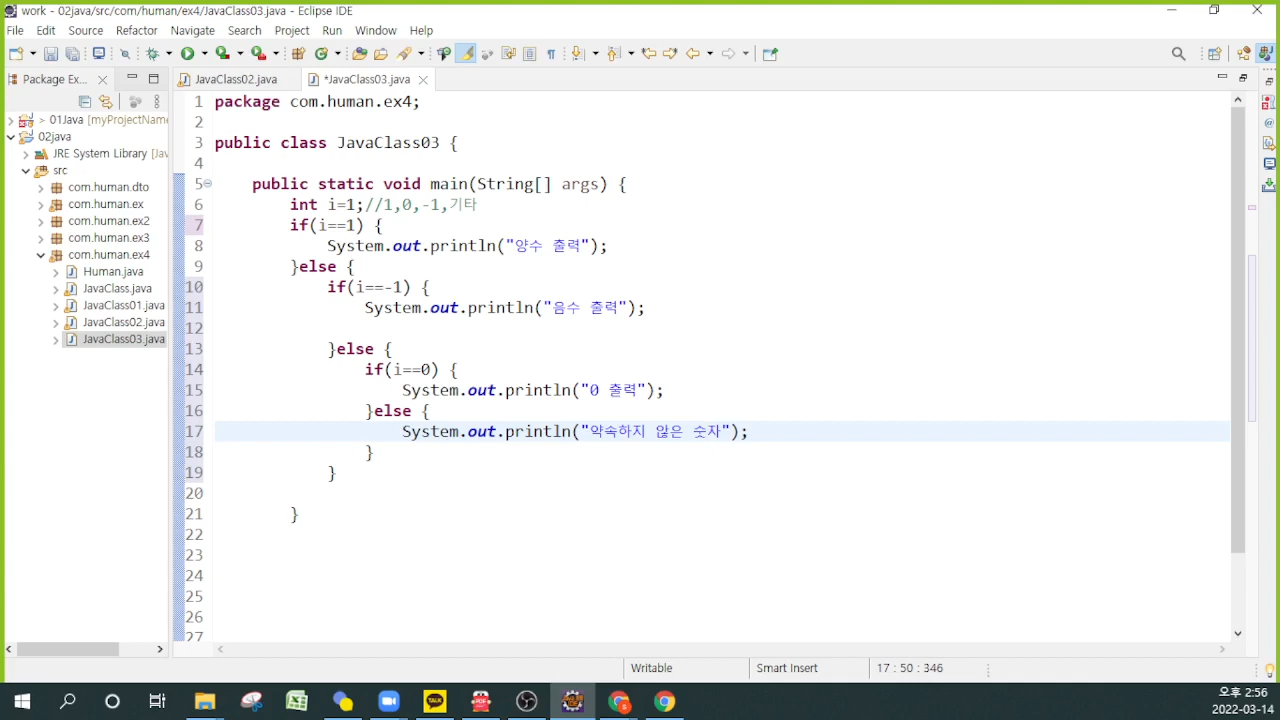 work - 02java/src/com/human/ex4/JavaClass03.java - Eclipse IDE
File Edit Source Refactor Navigate Search Project Run Window Help
Package Ex...
JavaClass02.java
*JavaClass03.java
> 01Java [myProjectName
02java
JRE System Library [Jav
src
com.human.dto
com.human.ex
com.human.ex2
com.human.ex3
com.human.ex4
Human.java
JavaClass.java
JavaClass01.java
JavaClass02.java
JavaClass03.java
1 package com.human.ex4;
2
3 public class JavaClass03 {
4
5 public static void main(String[] args) {
6 int i=1;//1,0,-1,기타
7 if(i==1) {
8 System.out.println("양수 출력");
9 }else {
10 if(i==-1) {
11 System.out.println("음수 출력");
12
13 }else {
14 if(i==0) {
15 System.out.println("0 출력");
16 }else {
17 System.out.println("약속하지 않은 숫자");
18 }
19 }
20
21 }
22
23
24
25
26
27
Writable
Smart Insert
17 : 50 : 346
TALK
PDF
오후 2:56
2022-03-14